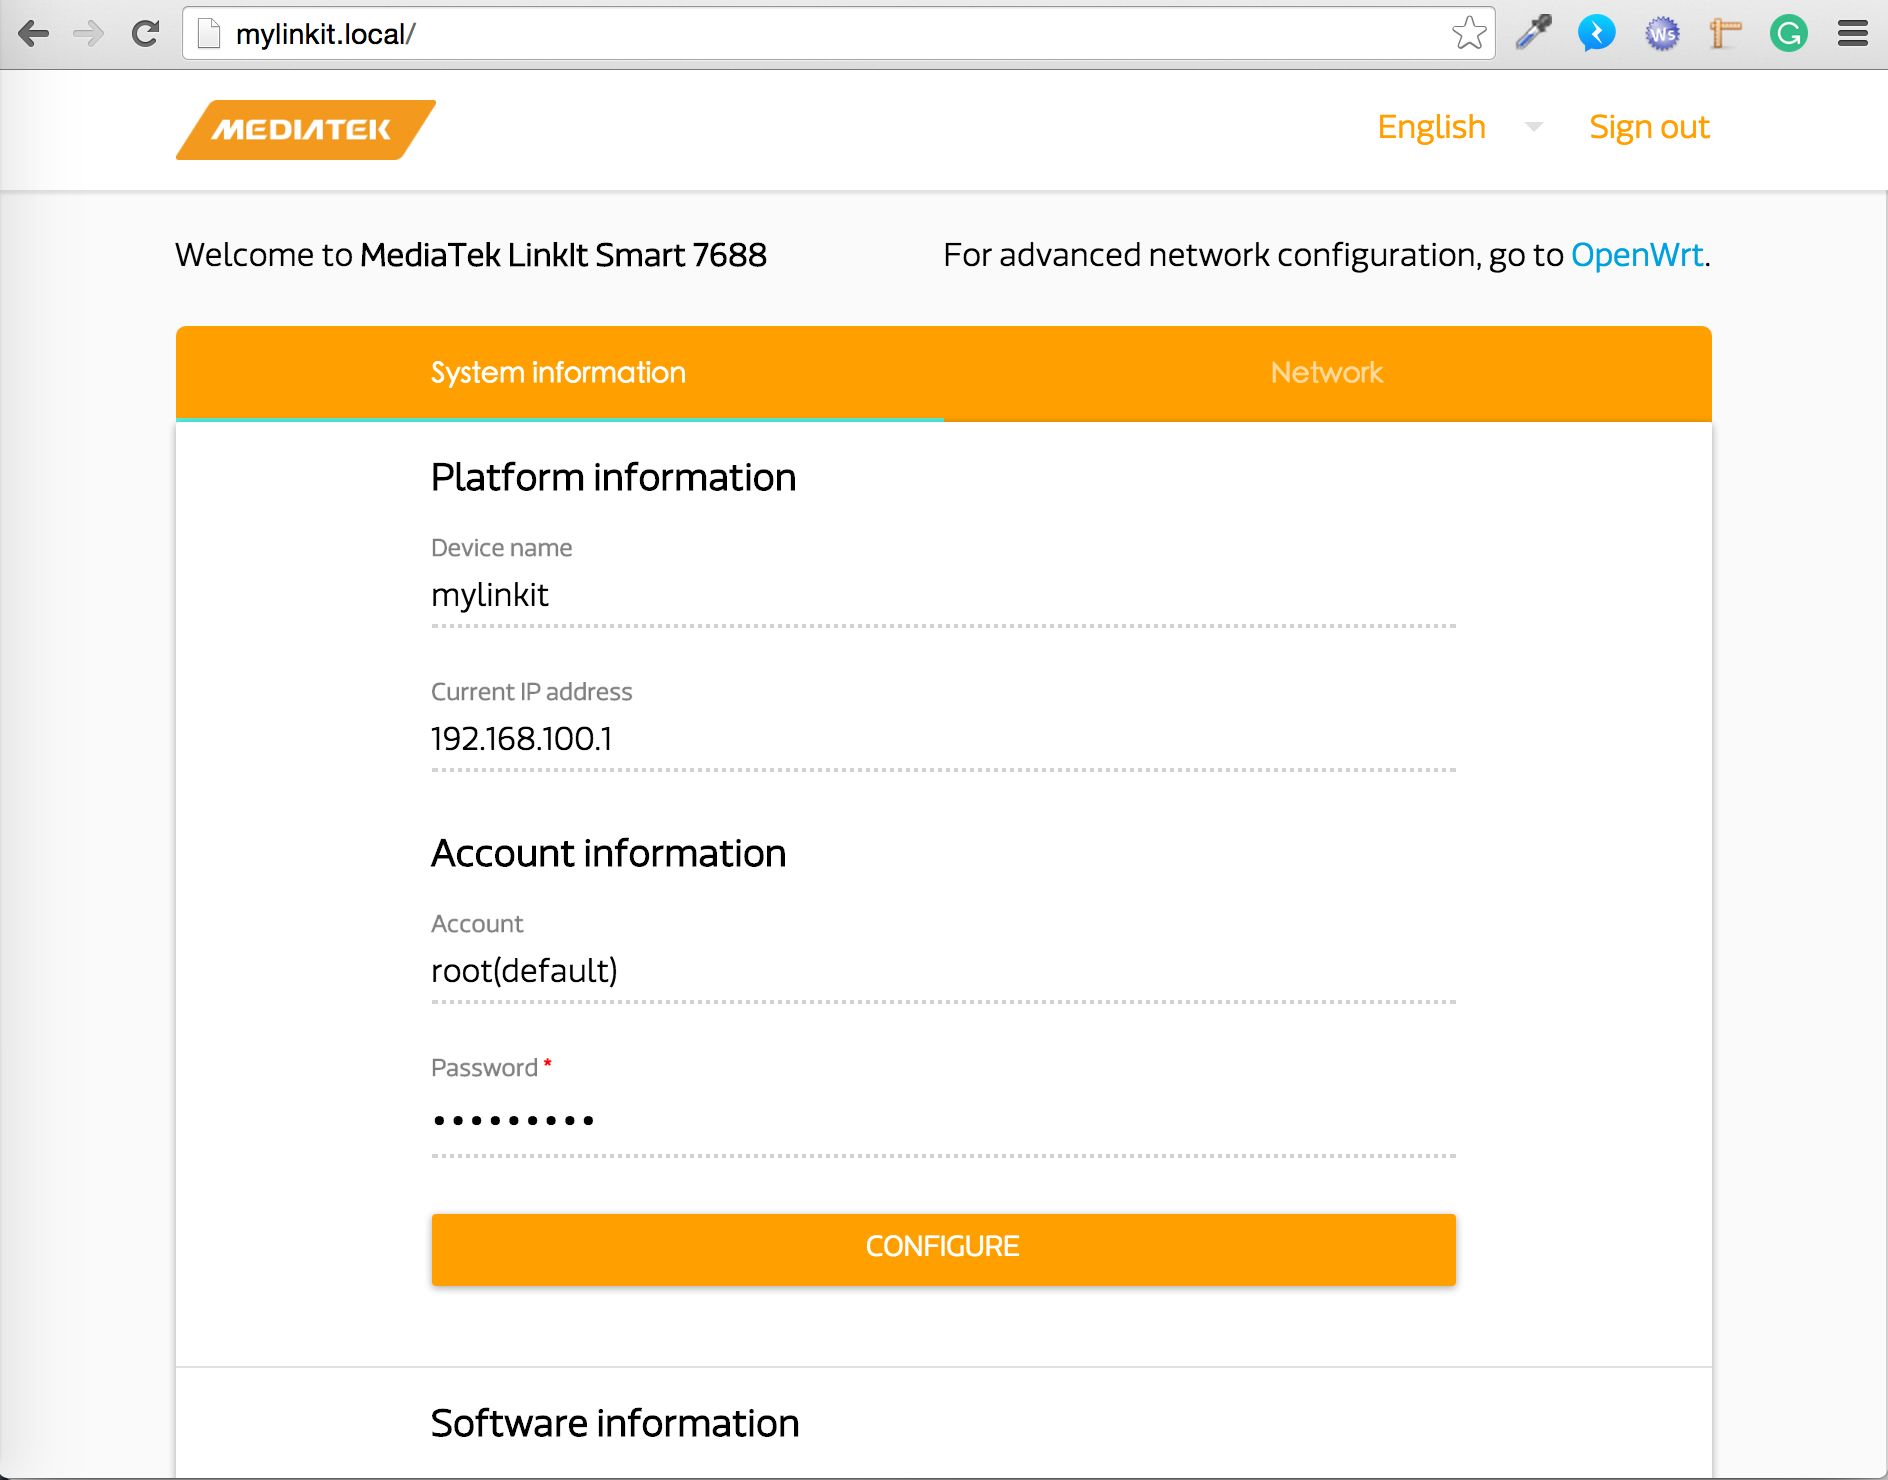 mylinkit.local/
Ws
G
MEDIATEK
English
Sign out
Welcome to MediaTek LinkIt Smart 7688
For advanced network configuration, go to OpenWrt.
System information
Network
Platform information
Device name
mylinkit
Current IP address
192.168.100.1
Account information
Account
root(default)
Password *
•••••••••
CONFIGURE
Software information